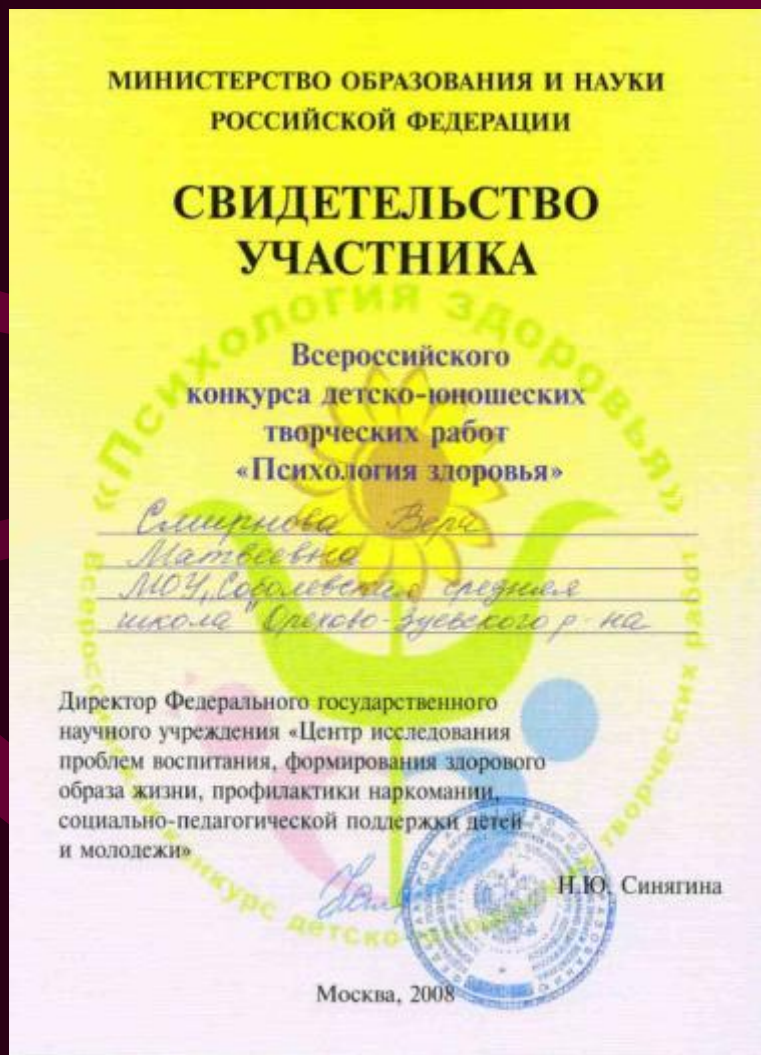 МИНИСТЕРСТВО ОБРАЗОВАНИЯ И НАУКИ
РОССИЙСКОЙ ФЕДЕРАЦИИ
СВИДЕТЕЛЬСТВО
УЧАСТНИКА
«Психология здоровья»
Всероссийского
конкурса детско-юношеских
творческих работ
«Психология здоровья»
Смирнова Вера
Матвеевна
МОУ "Соболевская средняя
школа" Орехово-Зуевского р-на
Директор Федерального государственного
научного учреждения «Центр исследования
проблем воспитания, формирования здорового
образа жизни, профилактики наркомании,
социально-педагогической поддержки детей
и молодежи»
Н.Ю. Синягина
Москва, 2008